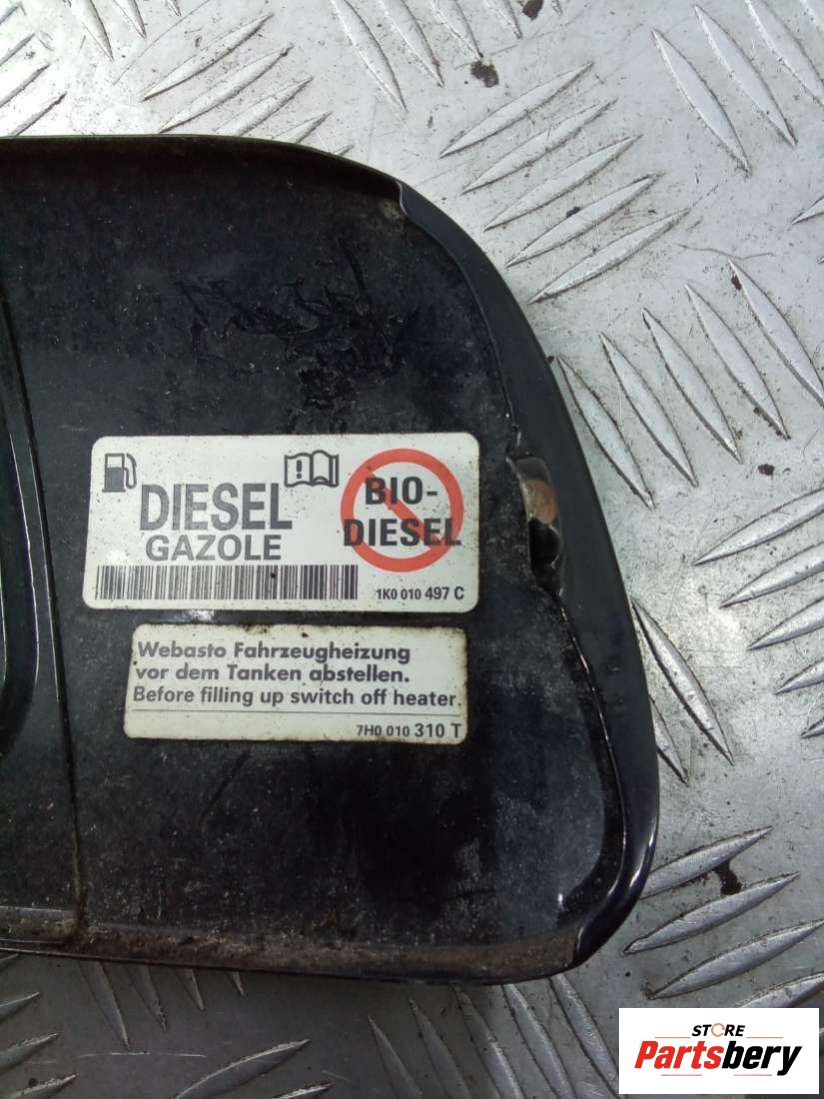 DIESEL
GAZOLE
BIO-
DIESEL
1K0 010 497 C
Webasto Fahrzeugheizung
vor dem Tanken abstellen.
Before filling up switch off heater.
7H0 010 310 T
STORE
Partsbery